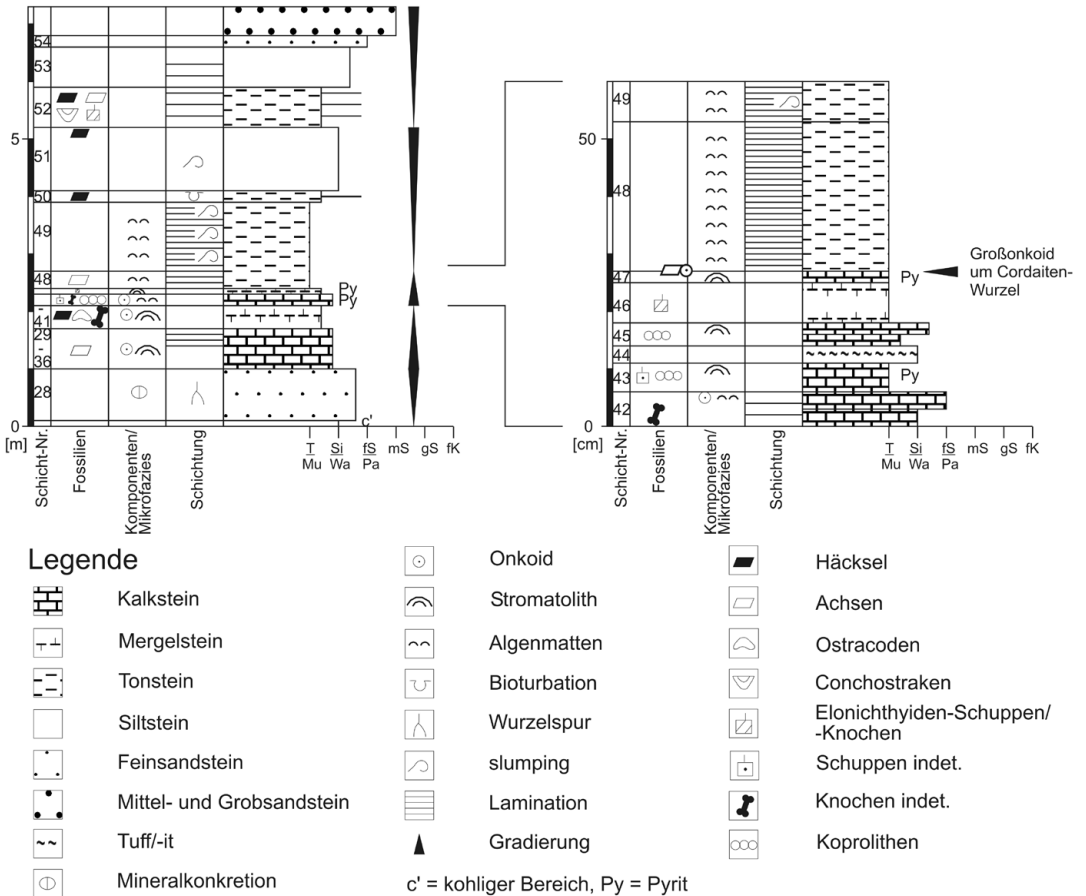 54
53
52
5
51
50
49
48
-
41
29
-
36
28
0
[m]
c'
Py
Py
Schicht-Nr.
Fossilien
Komponenten/
Mikrofazies
Schichtung
T
Mu
Si
Wa
fS
Pa
mS
gS
fK
49
50
48
47
46
45
44
43
42
0
[cm]
Py
Py
Großonkoid
um Cordaiten-
Wurzel
Schicht-Nr.
Fossilien
Komponenten/
Mikrofazies
Schichtung
T
Mu
Si
Wa
fS
Pa
mS
gS
fK
Legende
Kalkstein
Mergelstein
Tonstein
Siltstein
Feinsandstein
Mittel- und Grobsandstein
Tuff/-it
Mineralkonkretion
Onkoid
Stromatolith
Algenmatten
Bioturbation
Wurzelspur
slumping
Lamination
Gradierung
c' = kohliger Bereich, Py = Pyrit
Häcksel
Achsen
Ostracoden
Conchostraken
Elonichthyiden-Schuppen/
-Knochen
Schuppen indet.
Knochen indet.
Koprolithen